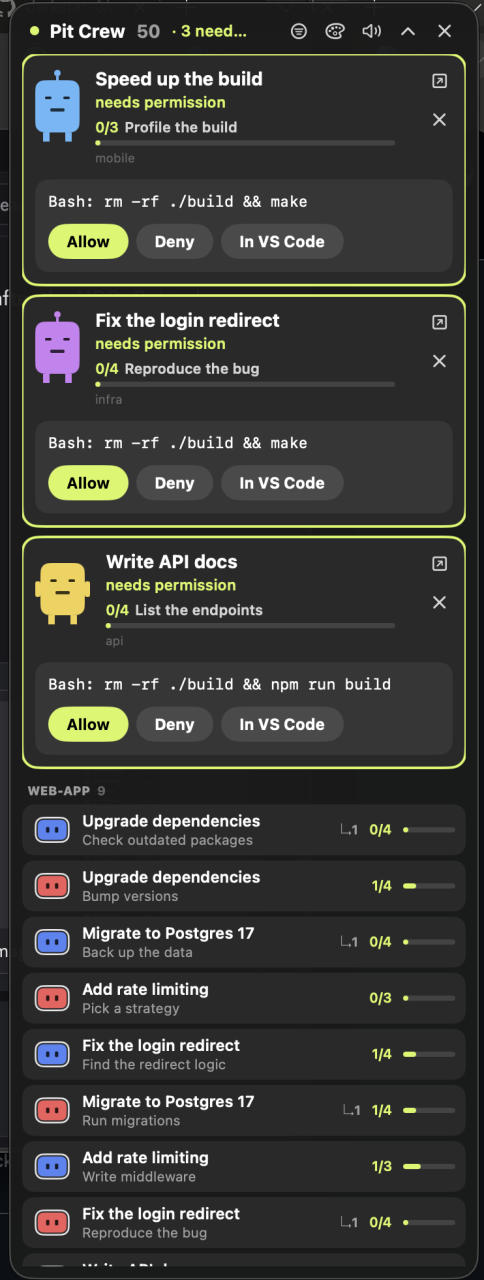 Pit Crew 50 · 3 need...
Speed up the build
needs permission
0/3 Profile the build
mobile
Bash: rm -rf ./build && make
Allow Deny In VS Code
Fix the login redirect
needs permission
0/4 Reproduce the bug
infra
Bash: rm -rf ./build && make
Allow Deny In VS Code
Write API docs
needs permission
0/4 List the endpoints
api
Bash: rm -rf ./build && npm run build
Allow Deny In VS Code
WEB-APP 9
Upgrade dependencies
Check outdated packages
1 0/4
Upgrade dependencies
Bump versions
1/4
Migrate to Postgres 17
Back up the data
1 0/4
Add rate limiting
Pick a strategy
0/3
Fix the login redirect
Find the redirect logic
1/4
Migrate to Postgres 17
Run migrations
1 1/4
Add rate limiting
Write middleware
1/3
Fix the login redirect
Reproduce the bug
1 0/4